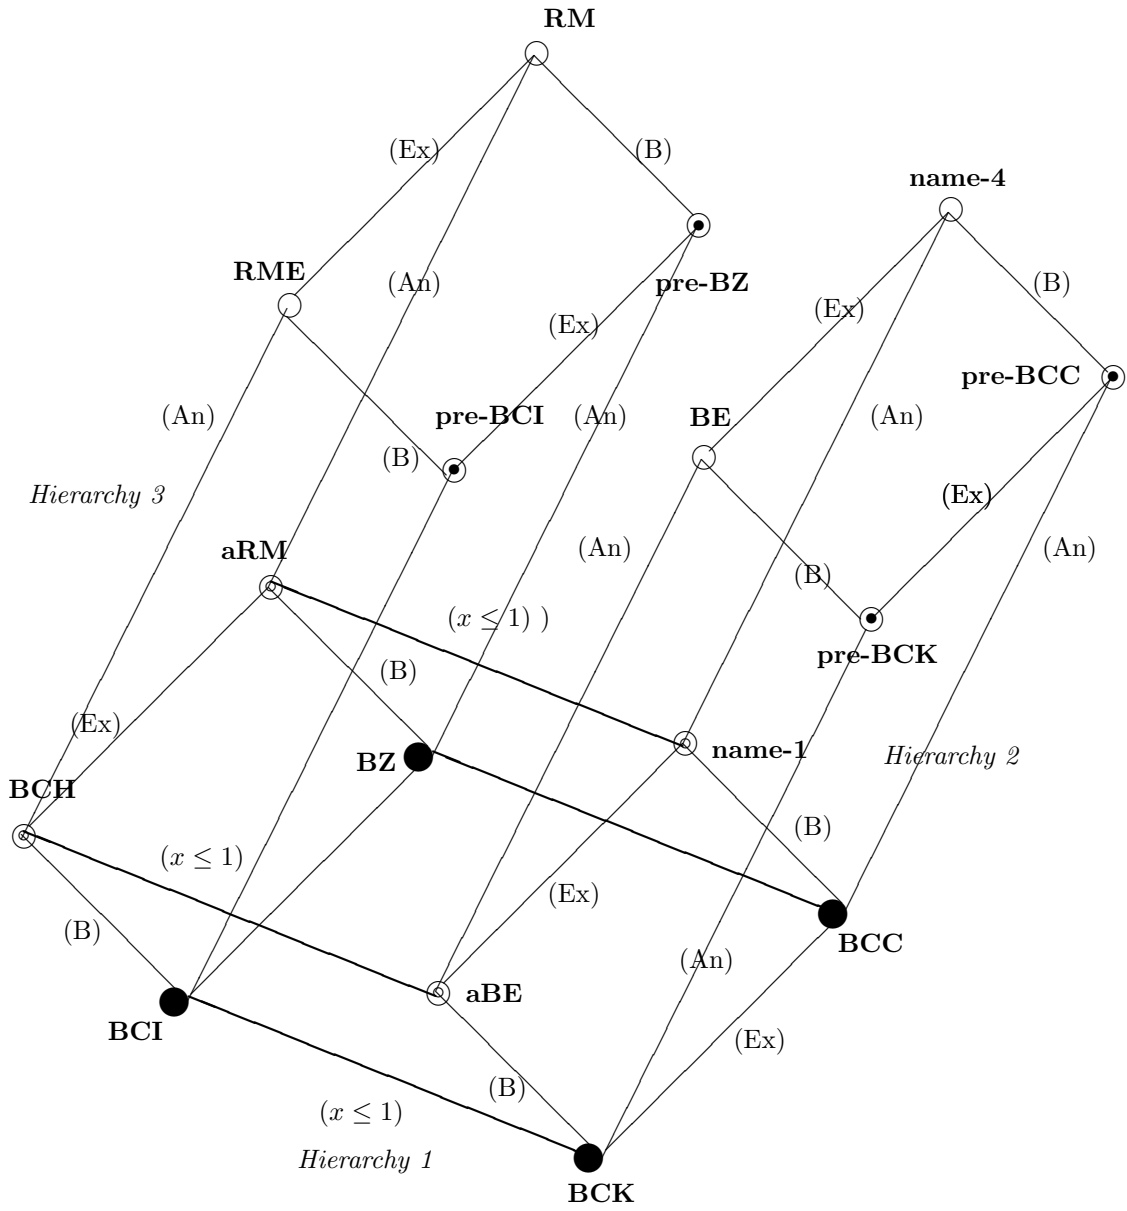 RM
(Ex)
(B)
name-4
RME
(An)
pre-BZ
(B)
(Ex)
(Ex)
pre-BCC
(An)
pre-BCI
(An)
BE
(An)
(B)
Hierarchy 3
(Ex)
aRM
(An)
(An)
(B)
(x ≤ 1) )
pre-BCK
(B)
(Ex)
BZ
name-1
Hierarchy 2
BCH
(B)
(x ≤ 1)
(Ex)
(B)
BCC
(An)
aBE
BCI
(Ex)
(B)
(x ≤ 1)
Hierarchy 1
BCK